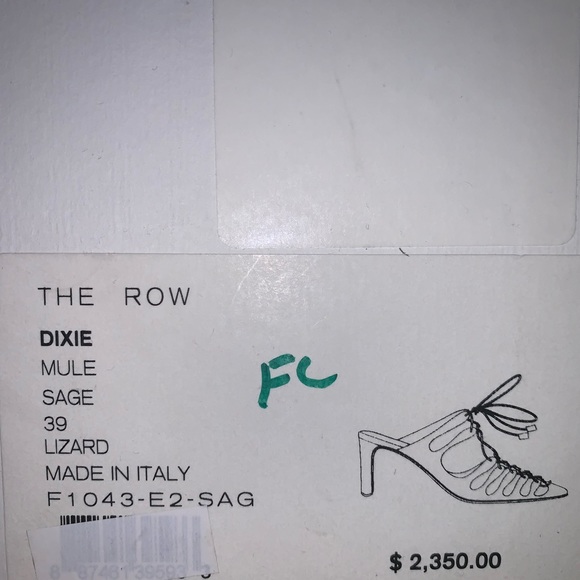 THE ROW
DIXIE
MULE
FC
SAGE
39
LIZARD
MADE IN ITALY
F1043-E2-SAG
$ 2,350.00